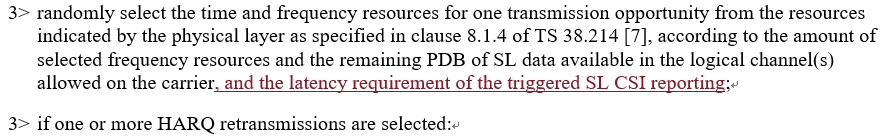 3> randomly select the time and frequency resources for one transmission opportunity from the resources
indicated by the physical layer as specified in clause 8.1.4 of TS 38.214 [7], according to the amount of
selected frequency resources and the remaining PDB of SL data available in the logical channel(s)
allowed on the carrier, and the latency requirement of the triggered SL CSI reporting;↵
3> if one or more HARQ retransmissions are selected:↵